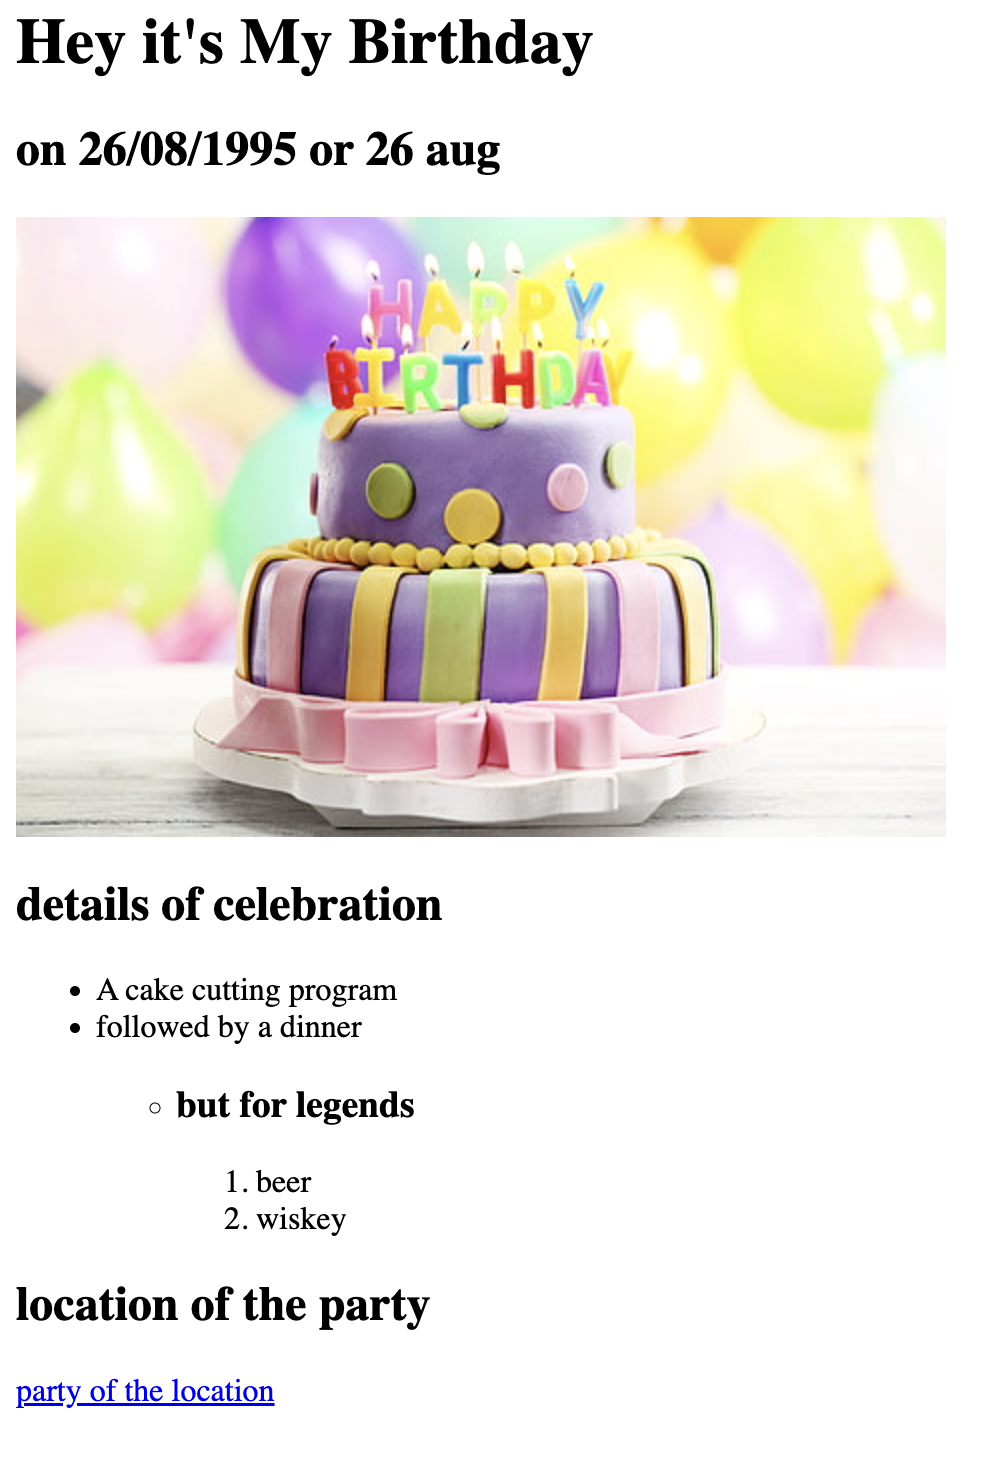 Hey it's My Birthday
on 26/08/1995 or 26 aug
HAPPY
BIRTHDAY
details of celebration
• A cake cutting program
• followed by a dinner
○ but for legends
1. beer
2. wiskey
location of the party
party of the location